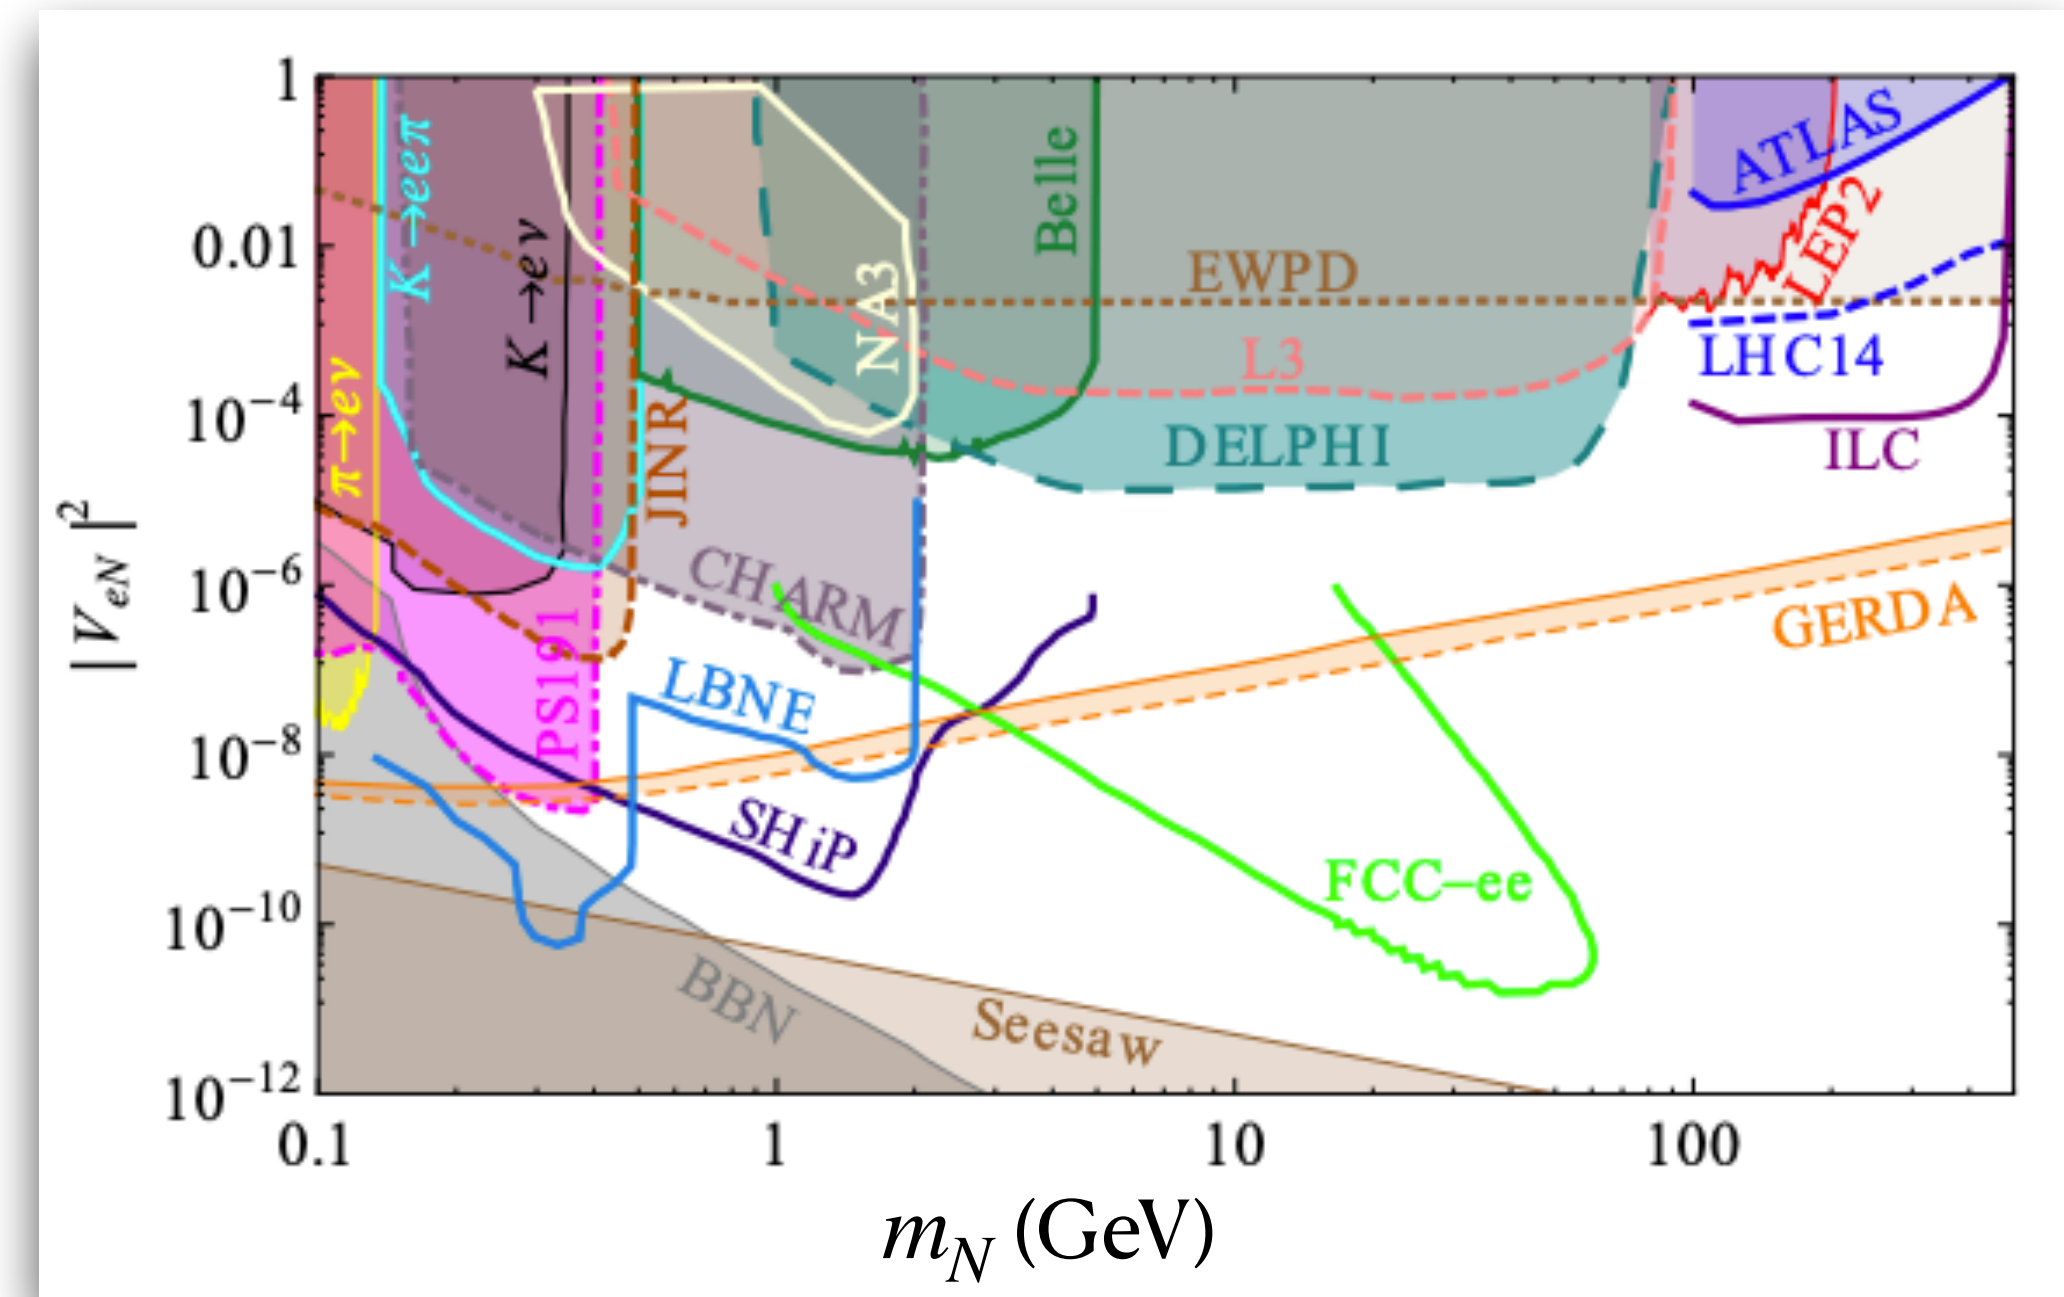 1
0.01
10−4
10−6
10−8
10−10
10−12
|VeN|2
0.1
1
10
100
mN (GeV)
K→eeπ
K→eν
π→eν
NA3
Belle
JINR
PS191
CHARM
EWPD
L3
DELPHI
ATLAS
LEP2
LHC14
ILC
GERDA
LBNE
SHiP
FCC−ee
BBN
Seesaw